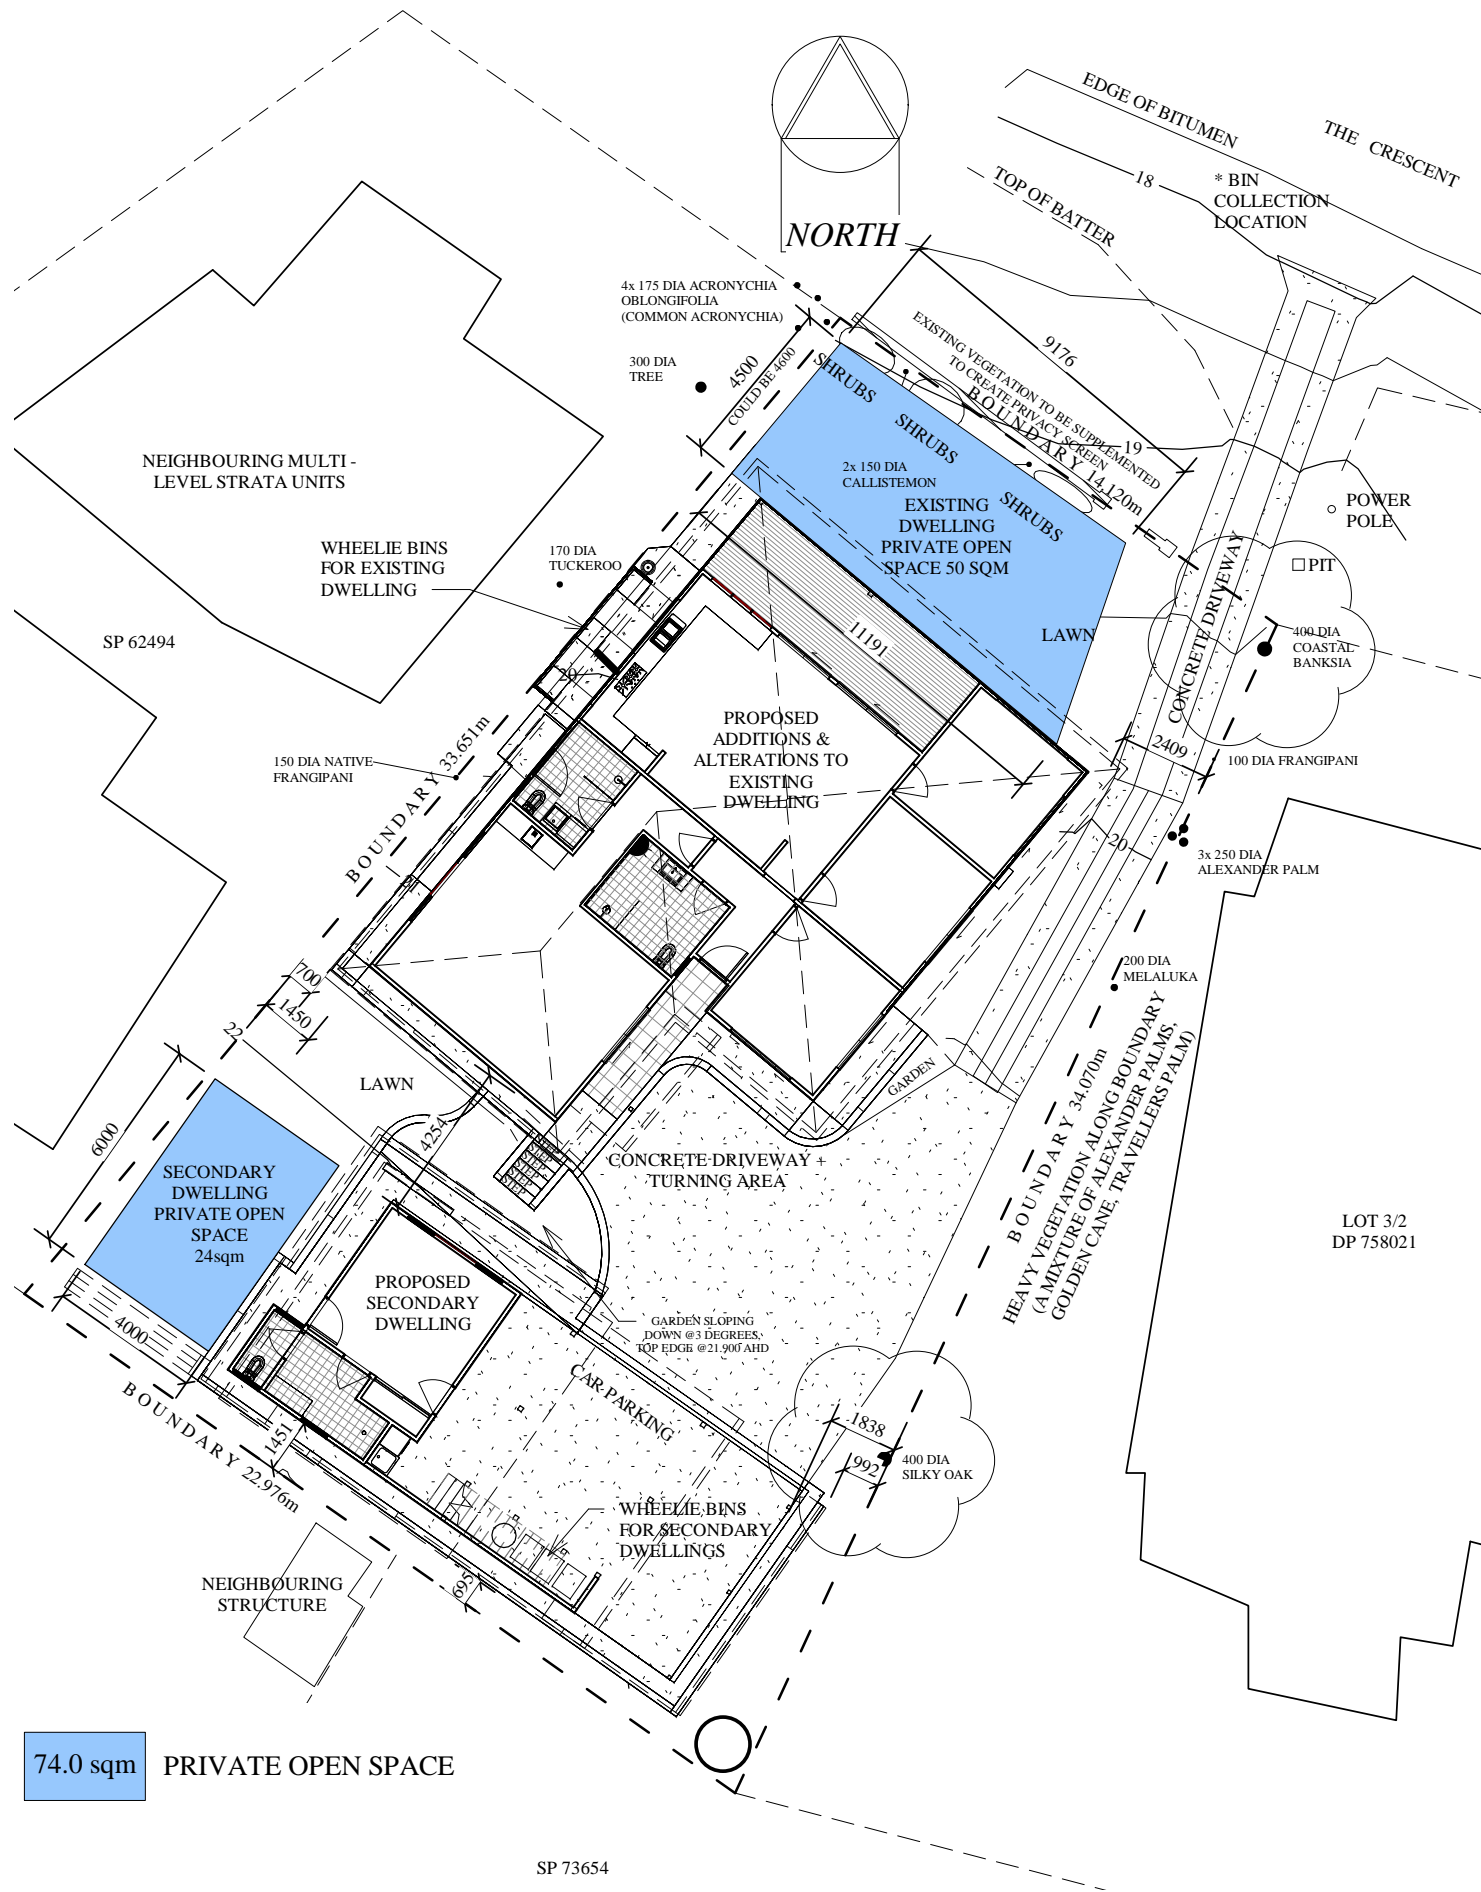 EDGE OF BITUMEN
THE CRESCENT
18
* BIN
COLLECTION
LOCATION
TOP OF BATTER
NORTH
4x 175 DIA ACRONYCHIA
OBLONGIFOLIA
(COMMON ACRONYCHIA)
300 DIA
TREE
4500
COULD BE 4600
SHRUBS
SHRUBS
SHRUBS
EXISTING VEGETATION TO BE SUPPLEMENTED
TO CREATE PRIVACY SCREEN
BOUNDARY 14,120m
9176
19
2x 150 DIA
CALLISTEMON
EXISTING
DWELLING
PRIVATE OPEN
SPACE 50 SQM
POWER
POLE
PIT
NEIGHBOURING MULTI -
LEVEL STRATA UNITS
WHEELIE BINS
FOR EXISTING
DWELLING
170 DIA
TUCKEROO
SP 62494
11191
LAWN
CONCRETE DRIVEWAY
400 DIA
COASTAL
BANKSIA
20
PROPOSED
ADDITIONS &
ALTERATIONS TO
EXISTING
DWELLING
2409
100 DIA FRANGIPANI
150 DIA NATIVE
FRANGIPANI
BOUNDARY 33.651m
21
20
3x 250 DIA
ALEXANDER PALM
200 DIA
MELALUKA
700
1450
22
LAWN
GARDEN
BOUNDARY 34.070m
HEAVY VEGETATION ALONG BOUNDARY
(A MIXTURE OF ALEXANDER PALMS,
GOLDEN CANE, TRAVELLERS PALM)
6000
4254
STEP
STEP
STEP
STEP
CONCRETE DRIVEWAY +
TURNING AREA
SECONDARY
DWELLING
PRIVATE OPEN
SPACE
24sqm
LOT 3/2
DP 758021
PROPOSED
SECONDARY
DWELLING
4000
GARDEN SLOPING
DOWN @3 DEGREES,
TOP EDGE @21.900 AHD
CAR PARKING
BOUNDARY 22.976m
1451
1838
992
400 DIA
SILKY OAK
WHEELIE BINS
FOR SECONDARY
DWELLINGS
695
NEIGHBOURING
STRUCTURE
74.0 sqm
PRIVATE OPEN SPACE
SP 73654